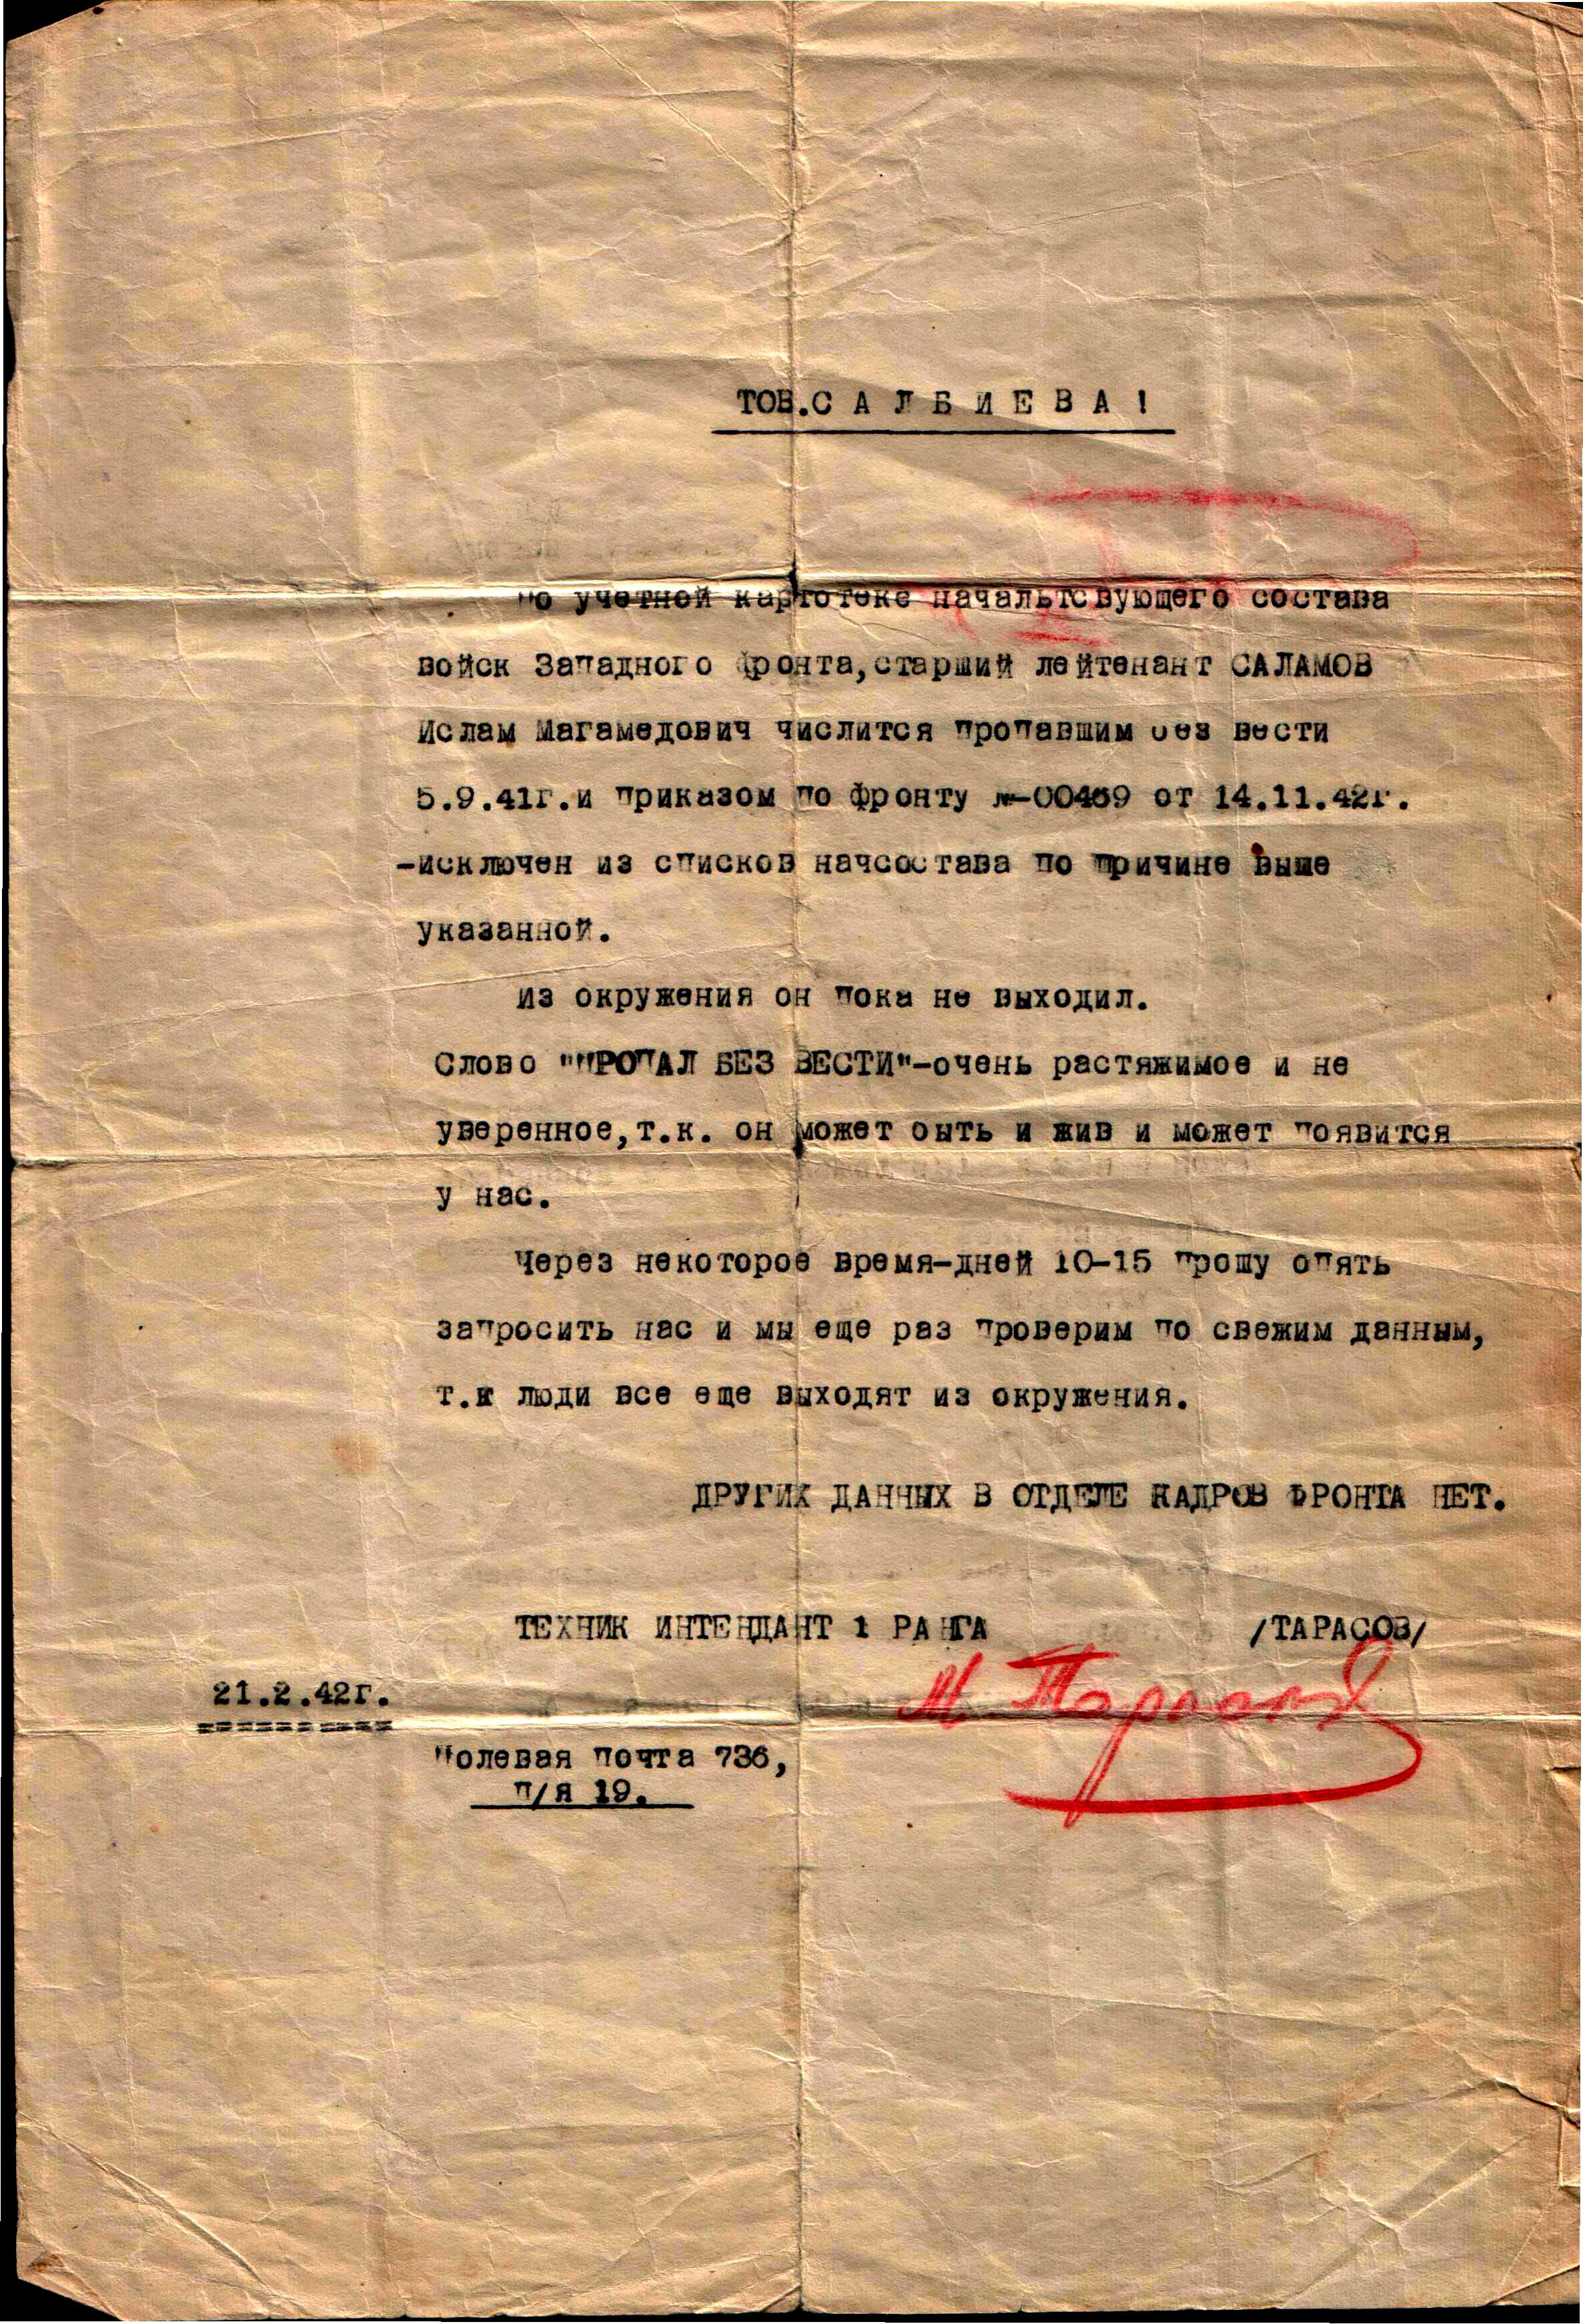 ТОВ.С А Л Б И Е В А !
По учетной картотеке начальтсвующего состава
войск Западного фронта,старший лейтенант САЛАМОВ
Ислам Магамедович числится пропавшим без вести
5.9.41г.и приказом по фронту №-00469 от 14.11.42г.
-исключен из списков начсостава по причине выше
указанной.
Из окружения он пока не выходил.
Слово "ПРОПАЛ БЕЗ ВЕСТИ"-очень растяжимое и не
уверенное,т.к. он может быть и жив и может появится
у нас.
Через некоторое время-дней 10-15 прошу опять
запросить нас и мы еще раз проверим по свежим данным,
т.к люди все еще выходят из окружения.
ДРУГИХ ДАННЫХ В ОТДЕЛЕ КАДРОВ ФРОНТА НЕТ.
ТЕХНИК ИНТЕНДАНТ 1 РАНГА /ТАРАСОВ/
М. Тарасов
21.2.42г.
Полевая почта 736,
п/я 19.